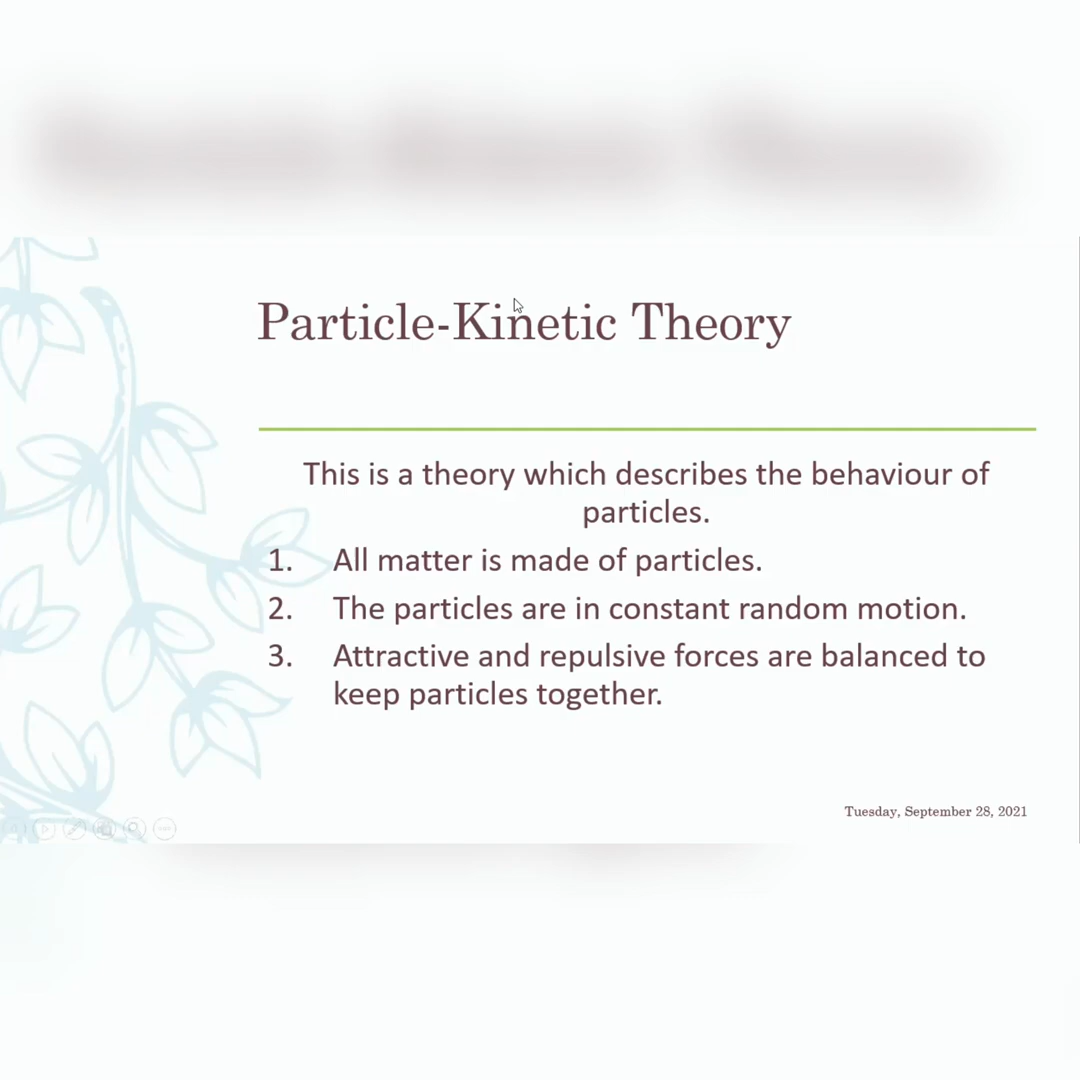 Particle-Kinetic Theory
This is a theory which describes the behaviour of
particles.
1. All matter is made of particles.
2. The particles are in constant random motion.
3. Attractive and repulsive forces are balanced to
keep particles together.
Tuesday, September 28, 2021